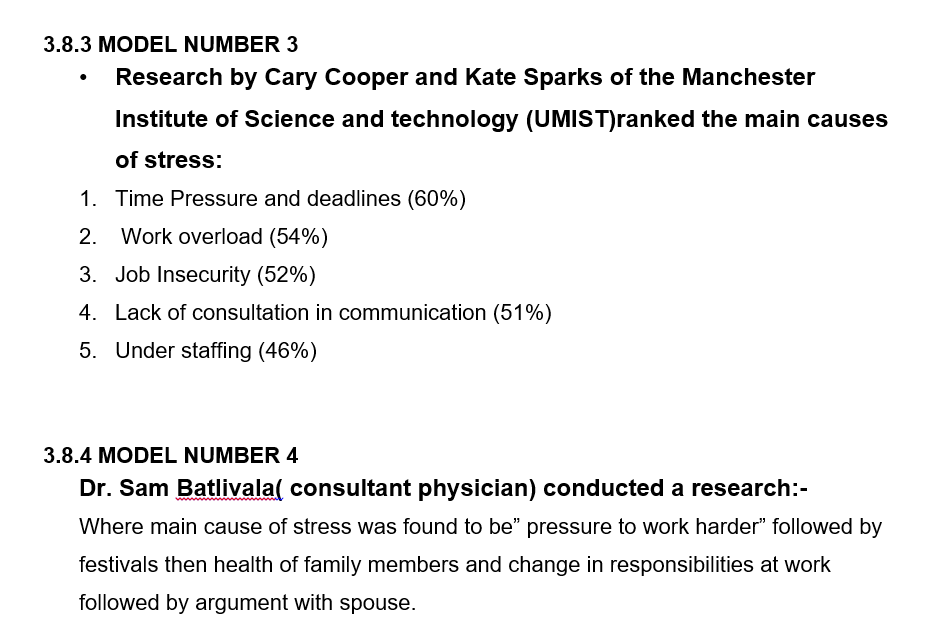 3.8.3 MODEL NUMBER 3
• Research by Cary Cooper and Kate Sparks of the Manchester
Institute of Science and technology (UMIST)ranked the main causes
of stress:
1. Time Pressure and deadlines (60%)
2. Work overload (54%)
3. Job Insecurity (52%)
4. Lack of consultation in communication (51%)
5. Under staffing (46%)
3.8.4 MODEL NUMBER 4
Dr. Sam Batlivala( consultant physician) conducted a research:-
Where main cause of stress was found to be” pressure to work harder” followed by
festivals then health of family members and change in responsibilities at work
followed by argument with spouse.